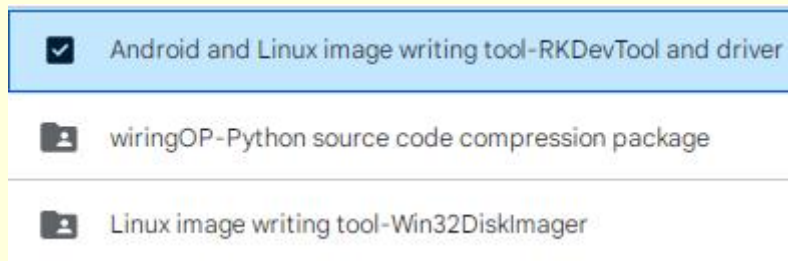 Android and Linux image writing tool-RKDevTool and driver
wiringOP-Python source code compression package
Linux image writing tool-Win32DiskImager